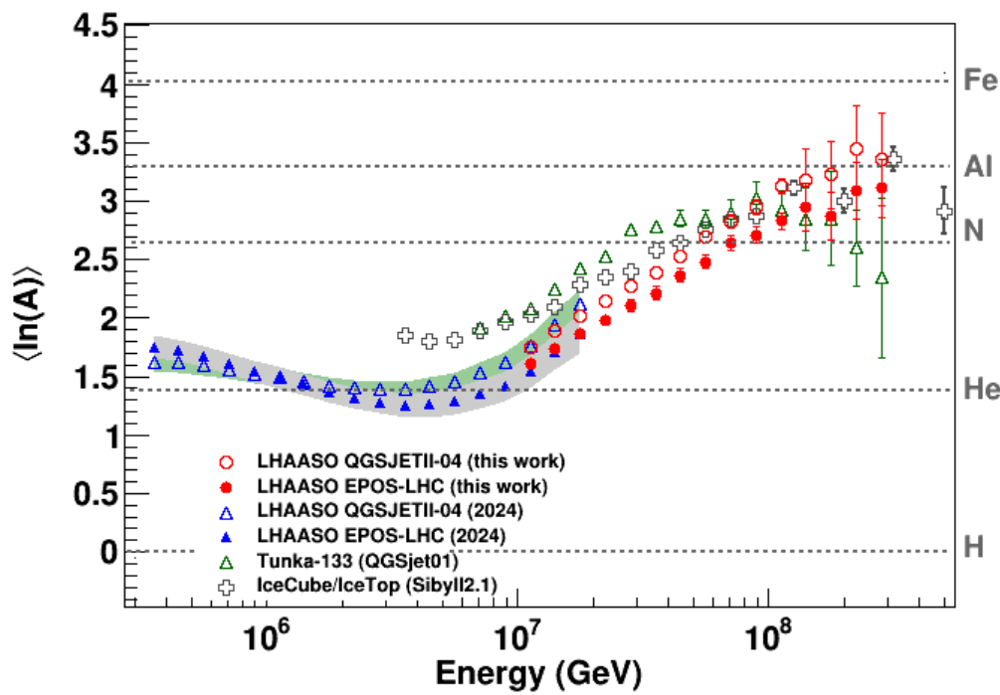 4.5
4
3.5
3
2.5
2
1.5
1
0.5
0
⟨ln(A)⟩
Fe
Al
N
He
H
LHAASO QGSJETII-04 (this work)
LHAASO EPOS-LHC (this work)
LHAASO QGSJETII-04 (2024)
LHAASO EPOS-LHC (2024)
Tunka-133 (QGSjet01)
IceCube/IceTop (Sibyll2.1)
10⁶
10⁷
10⁸
Energy (GeV)